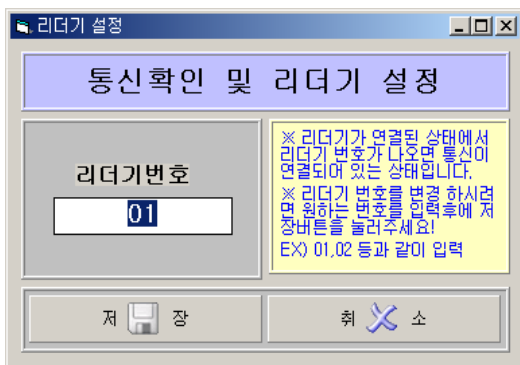 리더기 설정
통신확인 및 리더기 설정
리더기번호
01
※ 리더기가 연결된 상태에서
리더기 번호가 나오면 통신이
연결되어 있는 상태입니다.
※ 리더기 번호를 변경 하시려
면 원하는 번호를 입력후에 저
장버튼을 눌러주세요!
EX) 01,02 등과 같이 입력
저 장
취 소